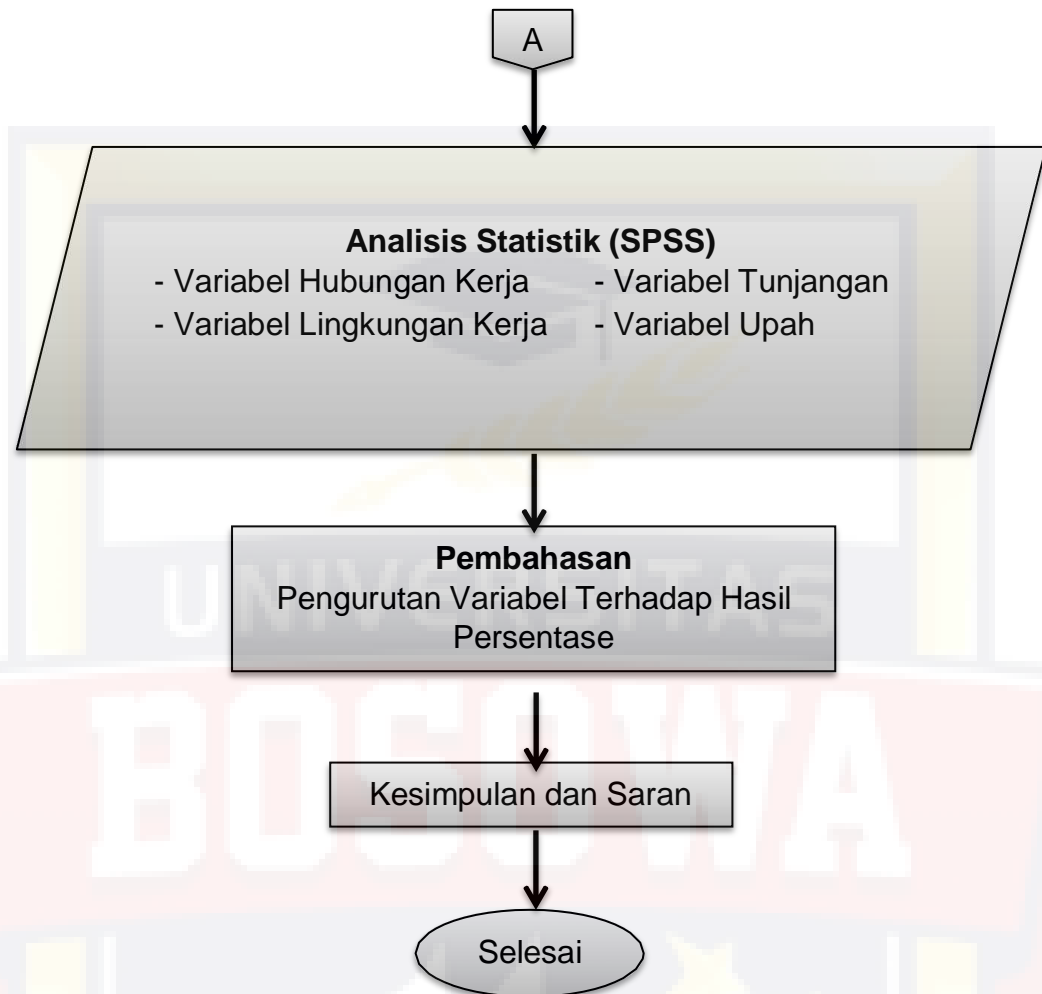 A
Analisis Statistik (SPSS)
- Variabel Hubungan Kerja - Variabel Tunjangan
- Variabel Lingkungan Kerja - Variabel Upah
Pembahasan
Pengurutan Variabel Terhadap Hasil
Persentase
UNIVERSITAS
Kesimpulan dan Saran
BOSOWA
Selesai